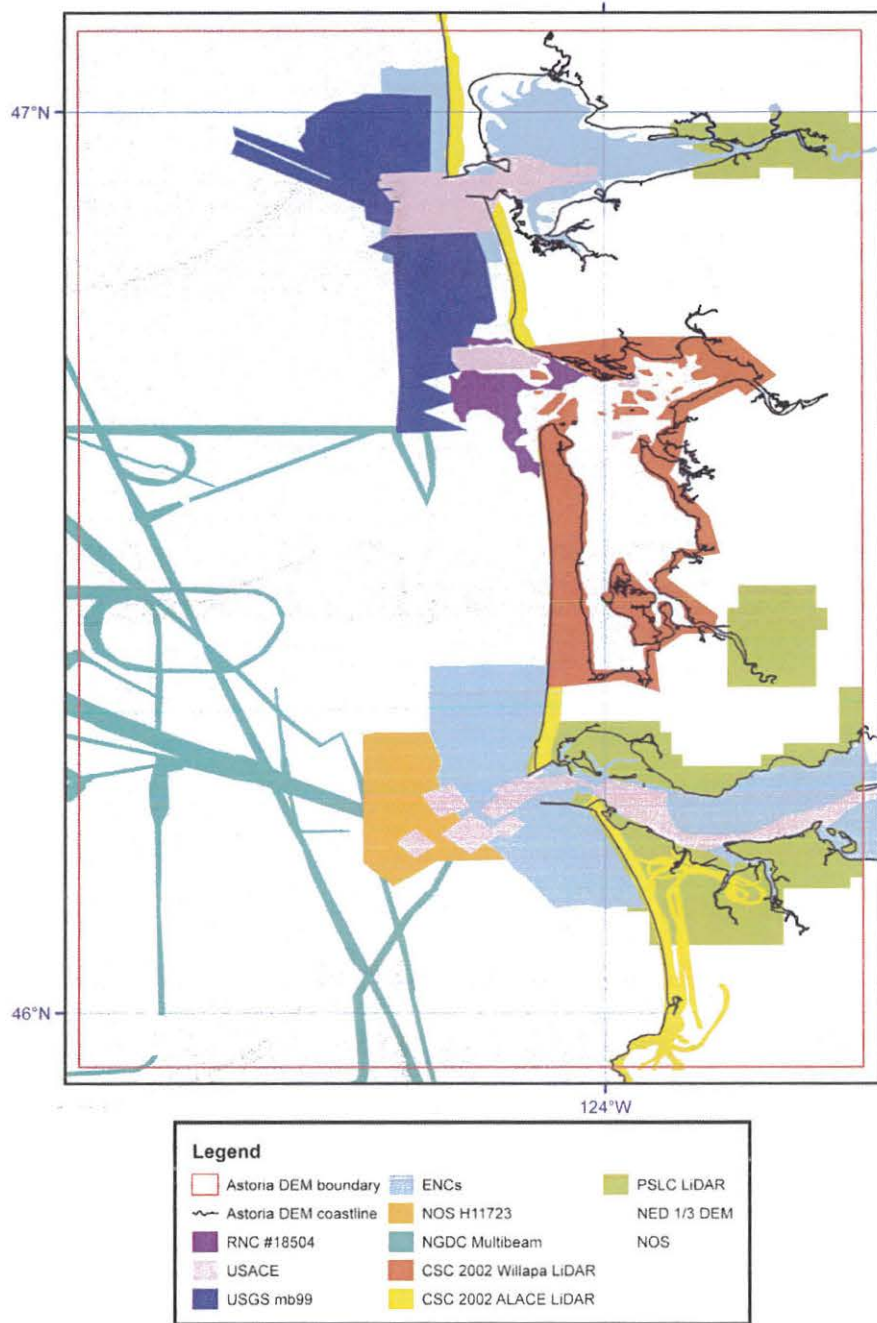 47°N
46°N
124°W
Legend
Astoria DEM boundary
Astoria DEM coastline
RNC #18504
USACE
USGS mb99
ENCs
NOS H11723
NGDC Multibeam
CSC 2002 Willapa LiDAR
CSC 2002 ALACE LiDAR
PSLC LiDAR
NED 1/3 DEM
NOS